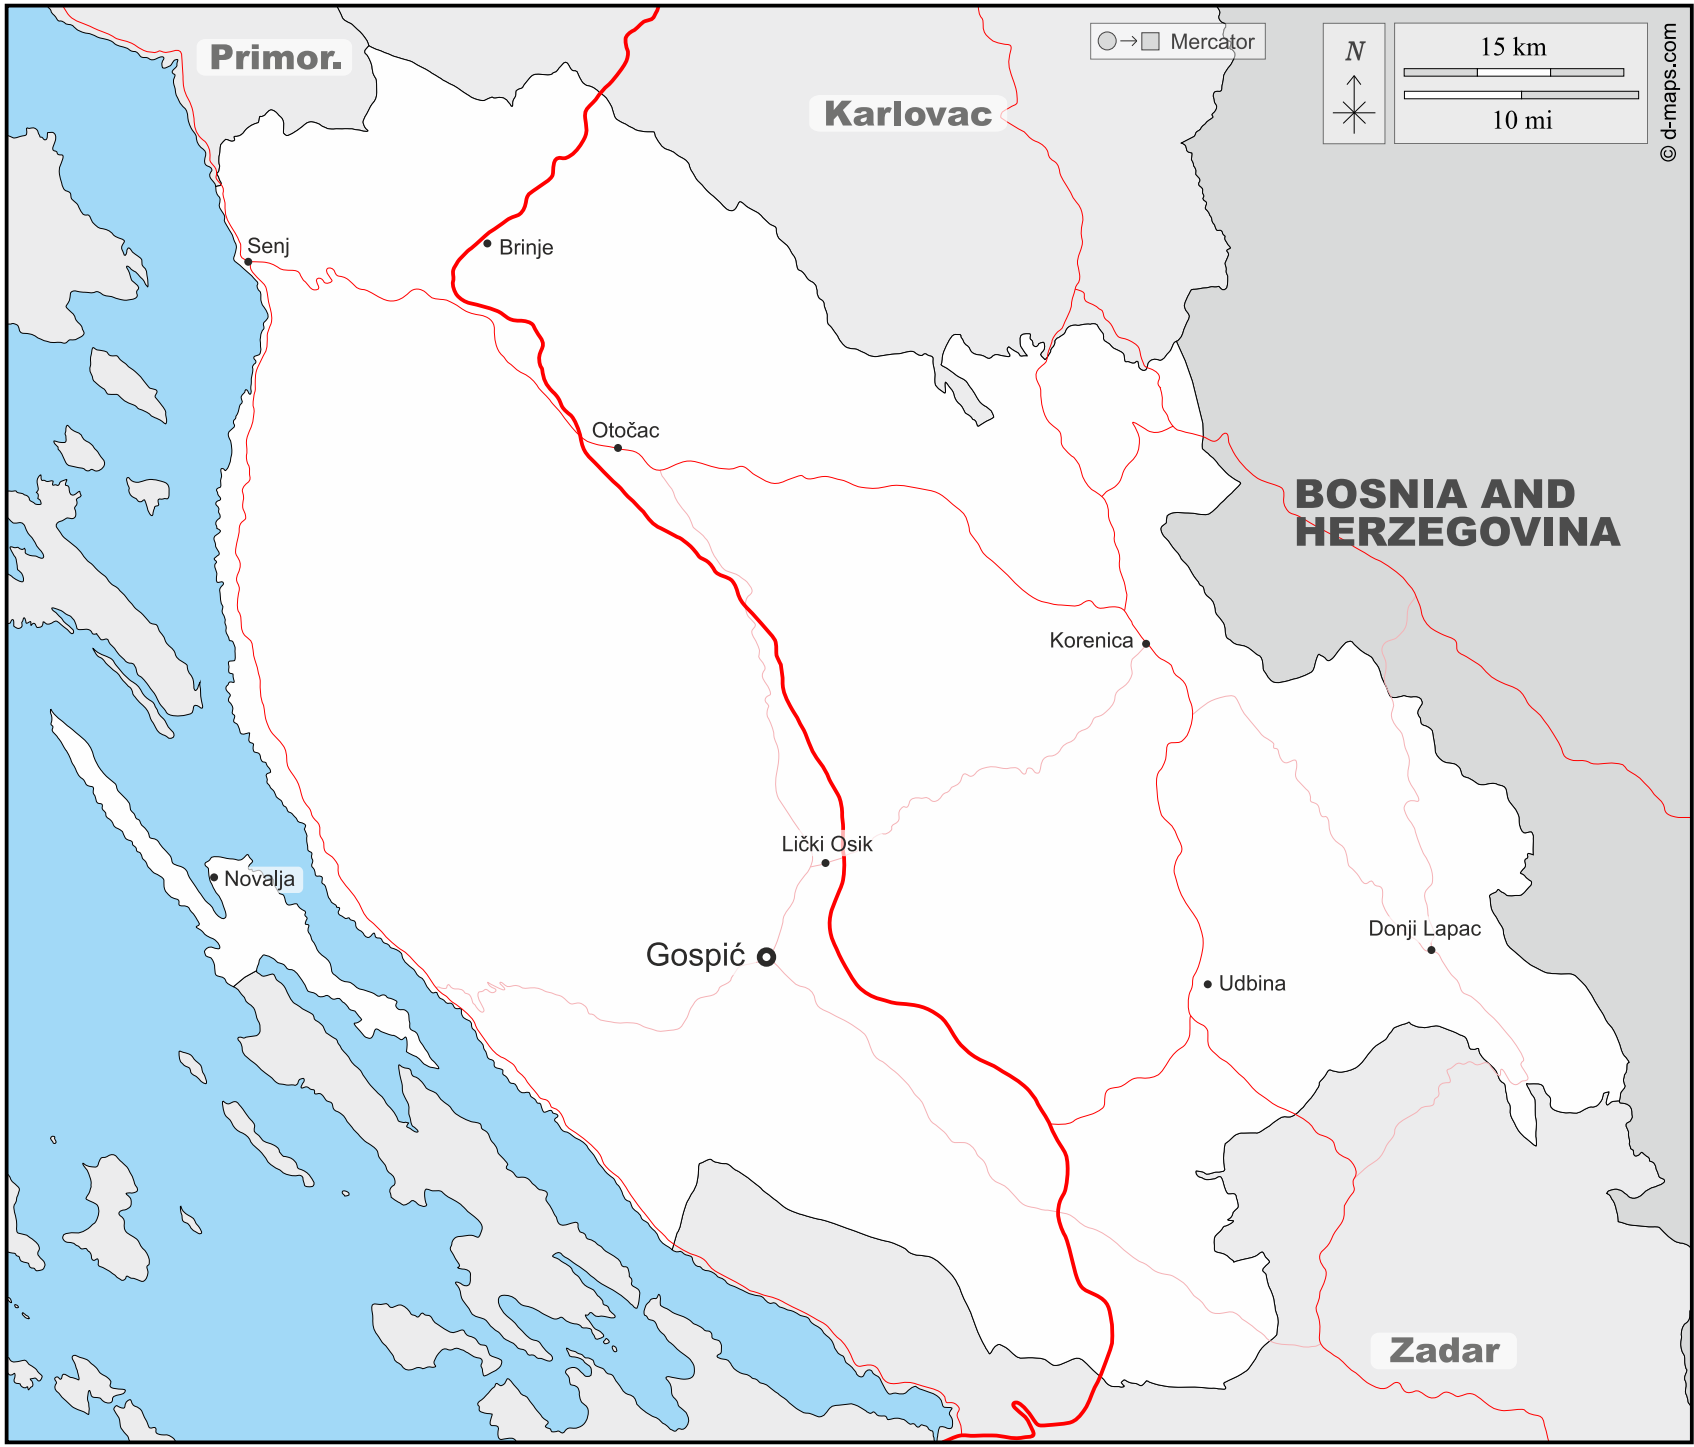 Primor.
Mercator
N
15 km
10 mi
© d-maps.com
Karlovac
Senj
Brinje
Otočac
BOSNIA AND
HERZEGOVINA
Korenica
Lički Osik
Novalja
Gospić
Donji Lapac
Udbina
Zadar